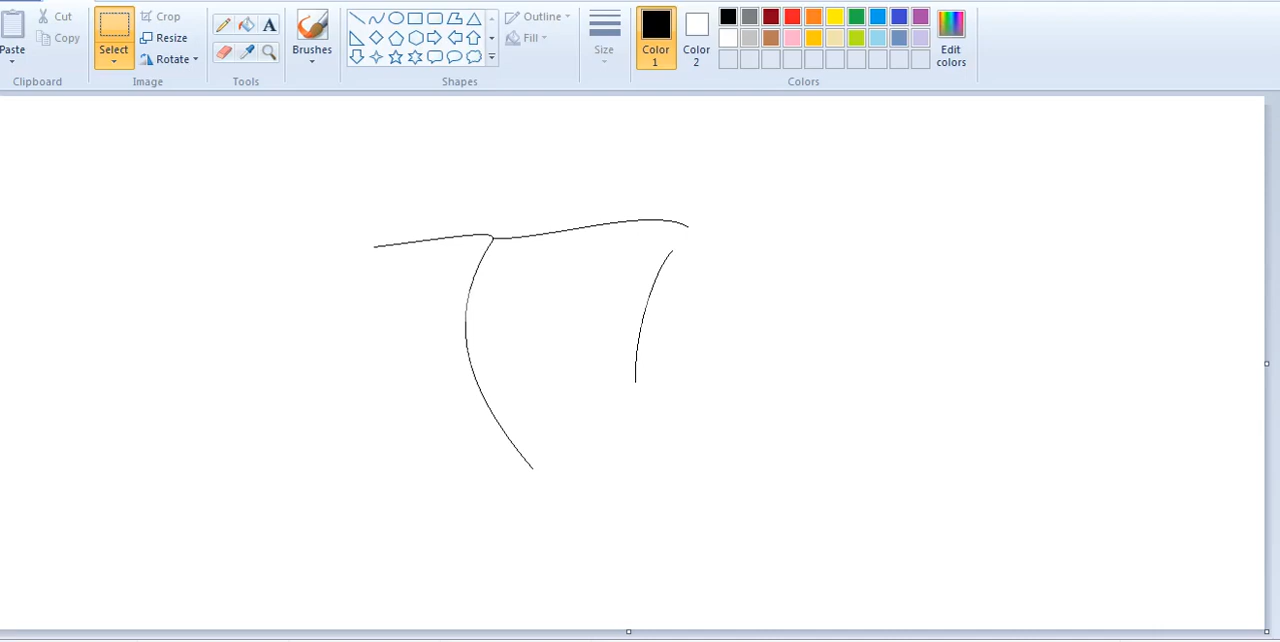 Paste
Cut
Copy
Clipboard
Select
Crop
Resize
Rotate
Image
Tools
Brushes
Shapes
Outline
Fill
Size
Color 1
Color 2
Colors
Edit colors